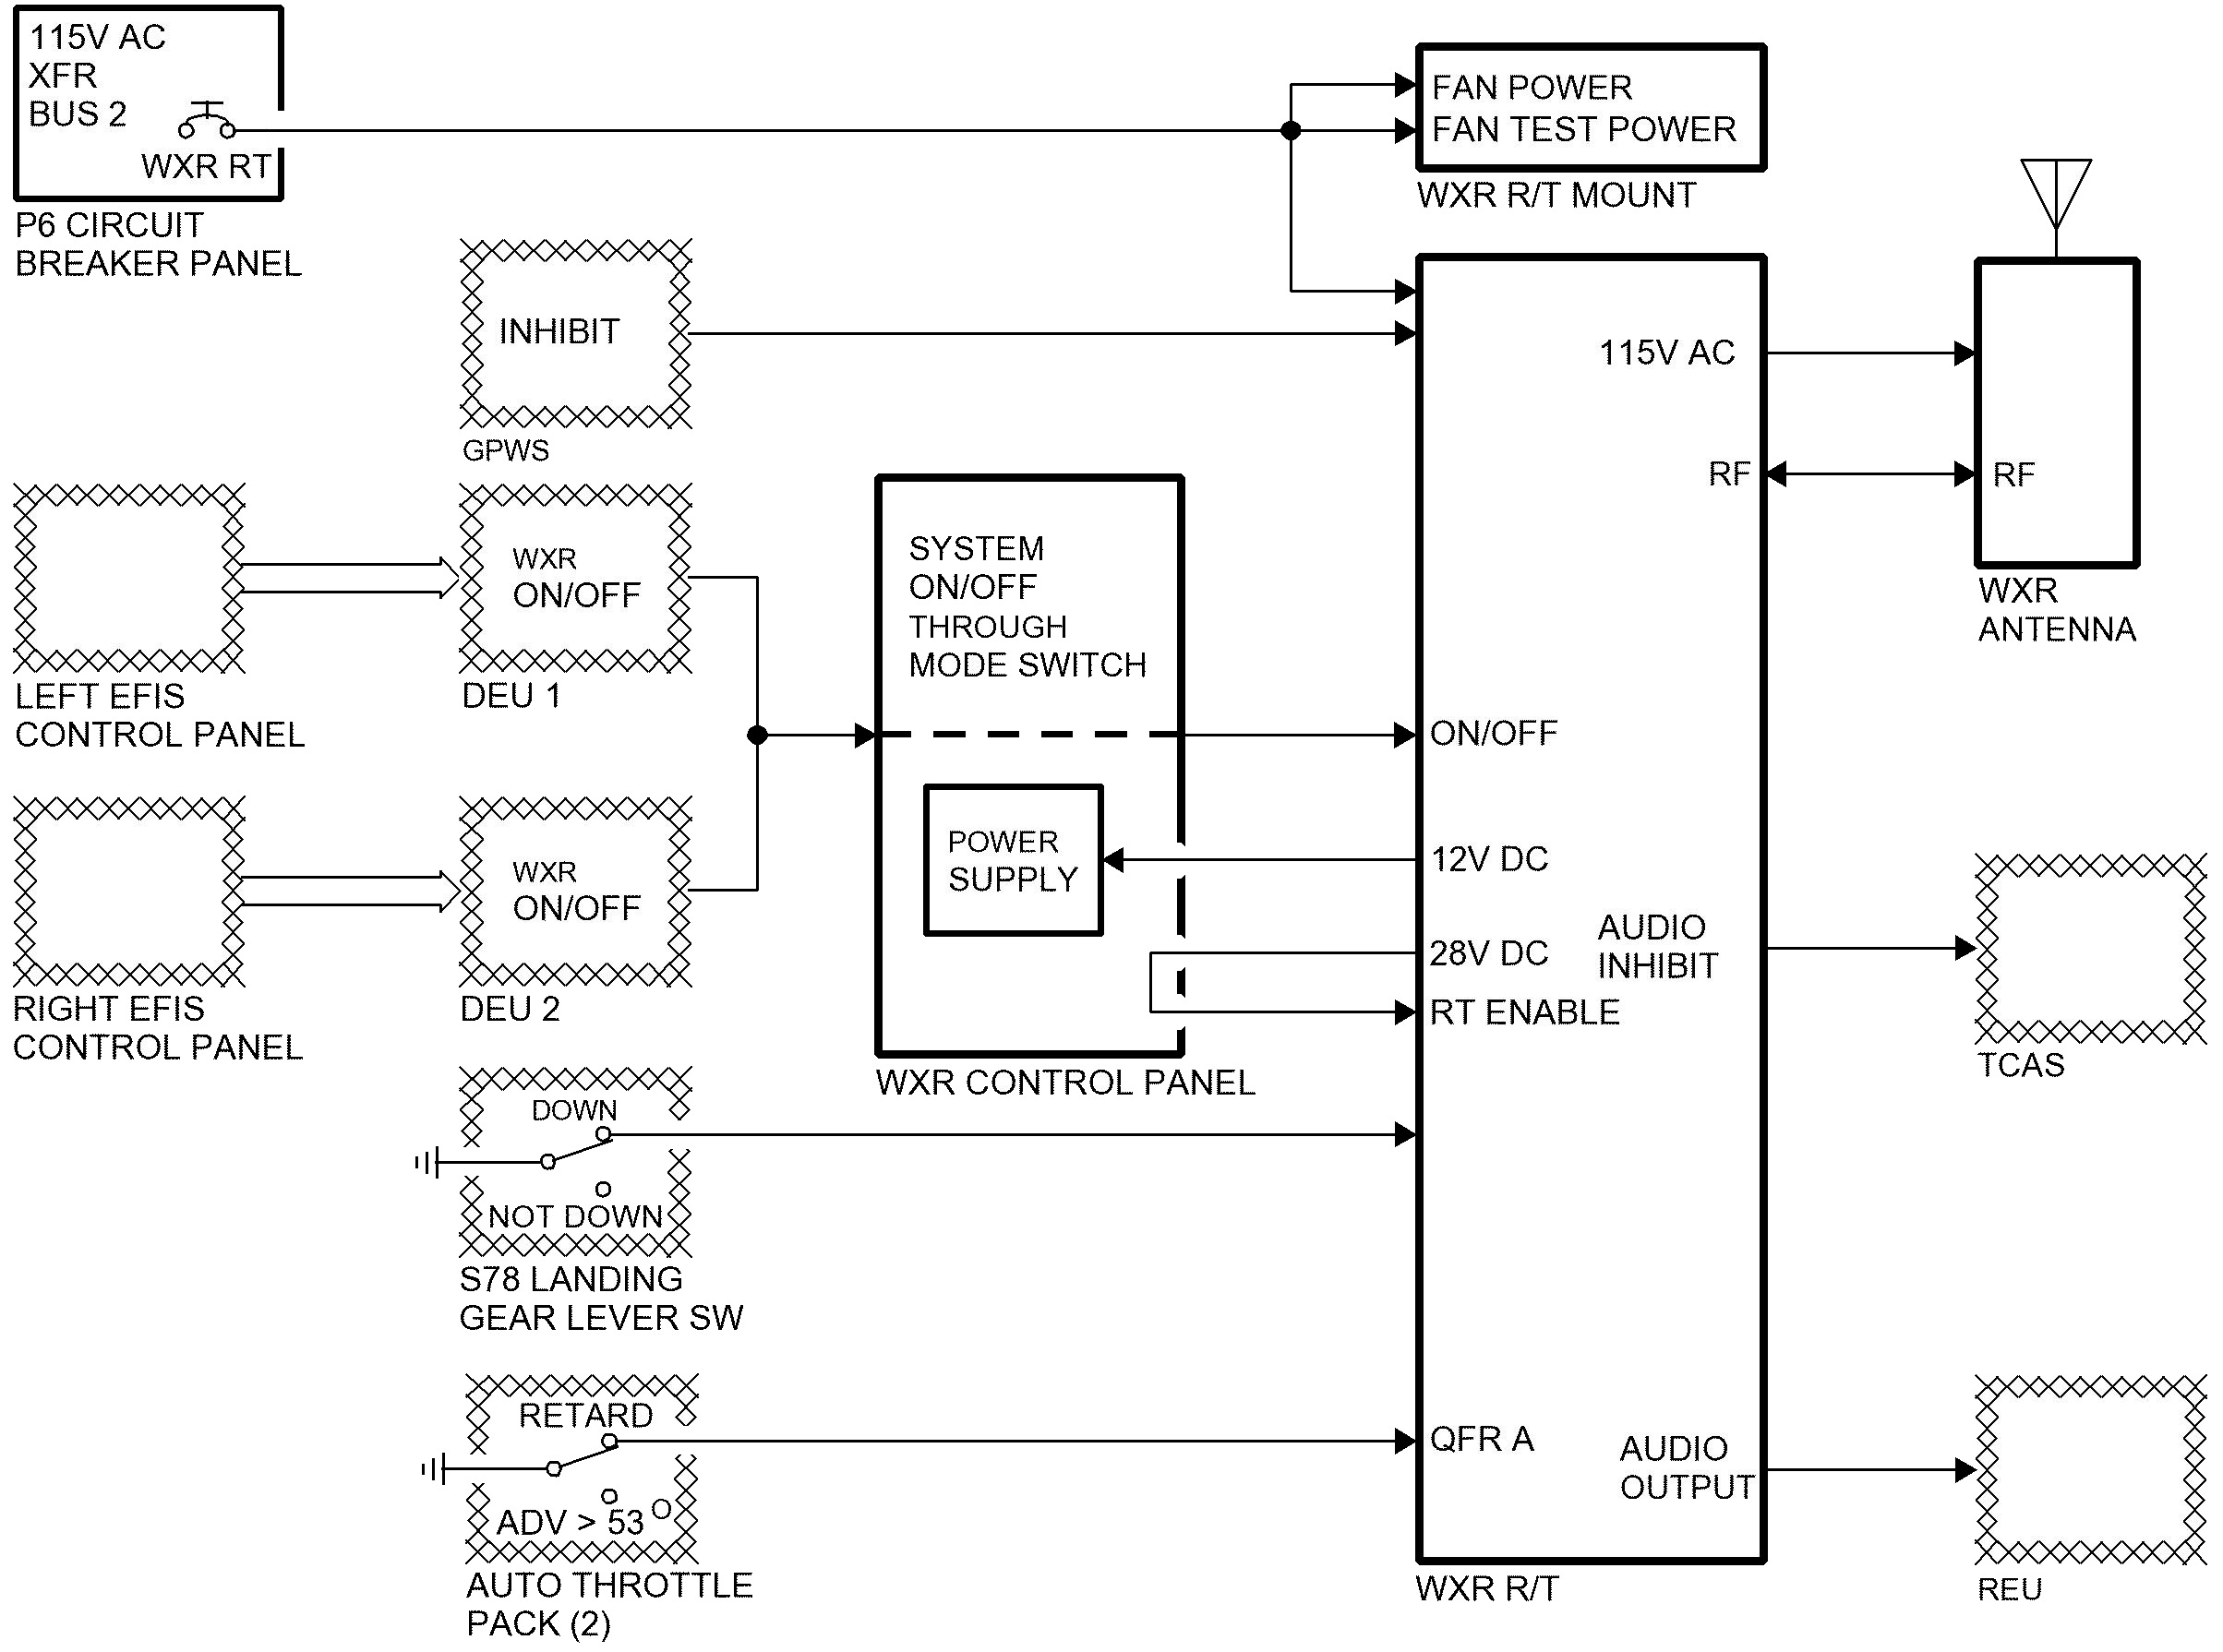 115V AC
XFR
BUS 2
WXR RT
P6 CIRCUIT
BREAKER PANEL
FAN POWER
FAN TEST POWER
WXR R/T MOUNT
INHIBIT
GPWS
115V AC
RF
RF
WXR
ANTENNA
LEFT EFIS
CONTROL PANEL
WXR
ON/OFF
DEU 1
SYSTEM
ON/OFF
THROUGH
MODE SWITCH
ON/OFF
POWER
SUPPLY
12V DC
28V DC
RT ENABLE
AUDIO
INHIBIT
TCAS
RIGHT EFIS
CONTROL PANEL
WXR
ON/OFF
DEU 2
WXR CONTROL PANEL
DOWN
NOT DOWN
S78 LANDING
GEAR LEVER SW
RETARD
ADV > 53 O
AUTO THROTTLE
PACK (2)
QFR A
AUDIO
OUTPUT
WXR R/T
REU